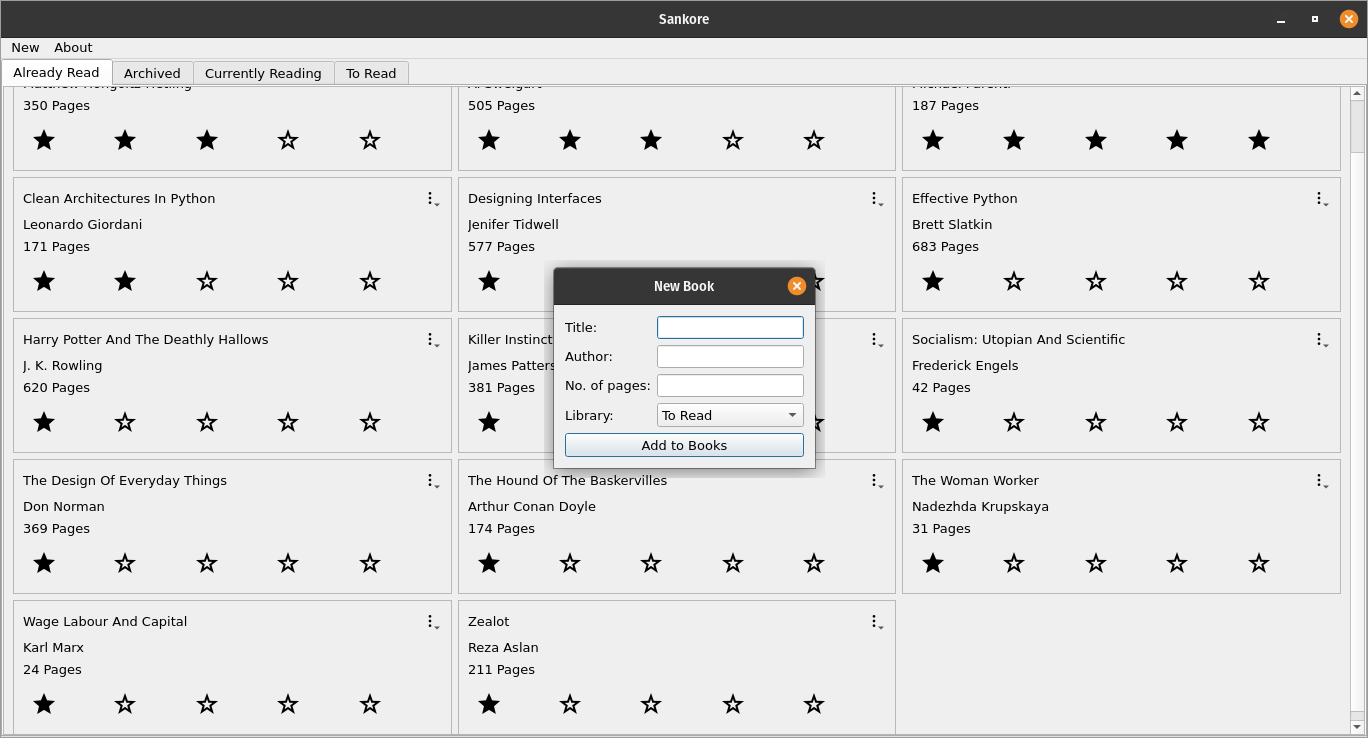 Sankore
New About
Already Read Archived Currently Reading To Read
350 Pages
505 Pages
187 Pages
Clean Architectures In Python
Leonardo Giordani
171 Pages
Designing Interfaces
Jenifer Tidwell
577 Pages
Effective Python
Brett Slatkin
683 Pages
Harry Potter And The Deathly Hallows
J. K. Rowling
620 Pages
Killer Instinct
James Patters
381 Pages
Socialism: Utopian And Scientific
Frederick Engels
42 Pages
New Book
Title:
Author:
No. of pages:
Library: To Read
Add to Books
The Design Of Everyday Things
Don Norman
369 Pages
The Hound Of The Baskervilles
Arthur Conan Doyle
174 Pages
The Woman Worker
Nadezhda Krupskaya
31 Pages
Wage Labour And Capital
Karl Marx
24 Pages
Zealot
Reza Aslan
211 Pages